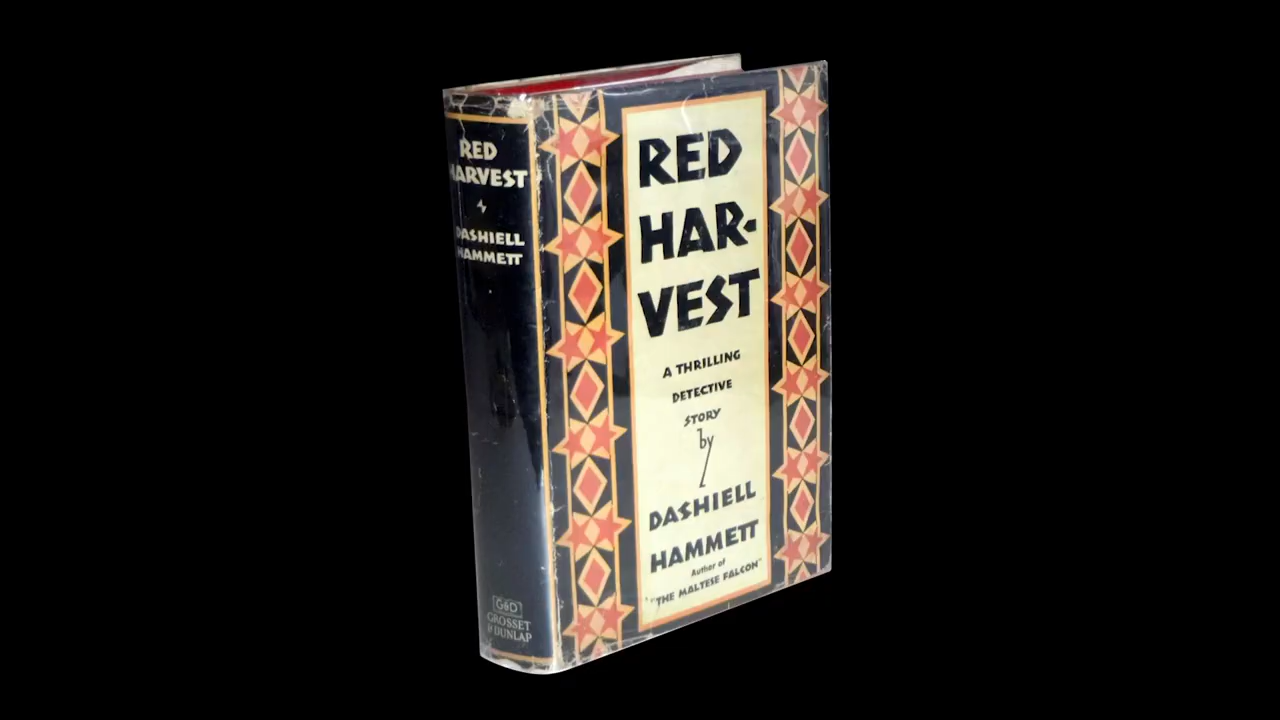 RED
HARVEST
DASHIELL
HAMMETT
G&D
GROSSET
& DUNLAP
RED
HAR-
VEST
A THRILLING
DETECTIVE
STORY
by
DASHIELL
HAMMETT
Author of
"THE MALTESE FALCON"